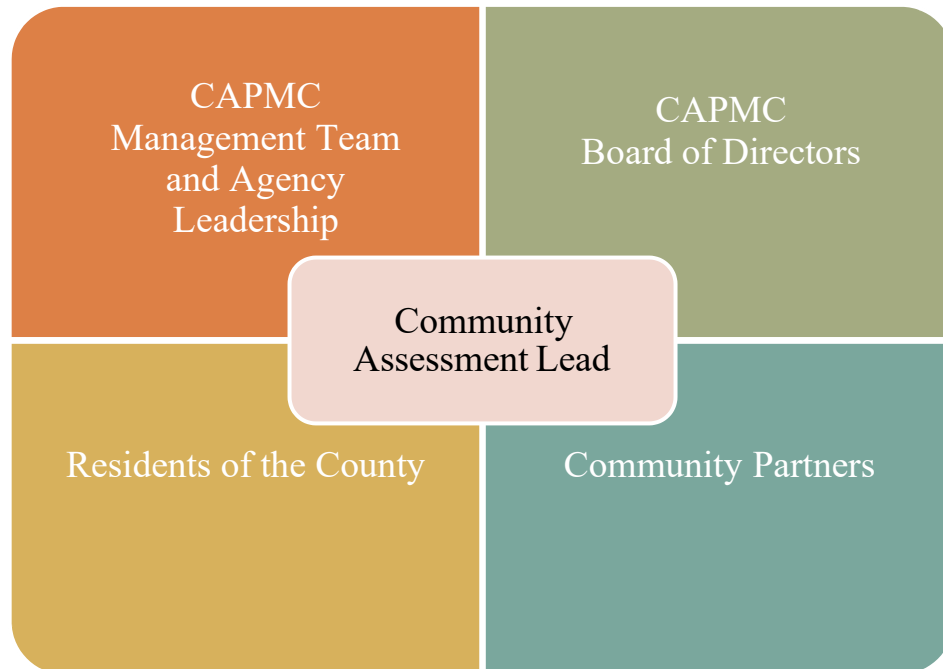 CAPMC
Management Team
and Agency
Leadership
CAPMC
Board of Directors
Community
Assessment Lead
Residents of the County
Community Partners